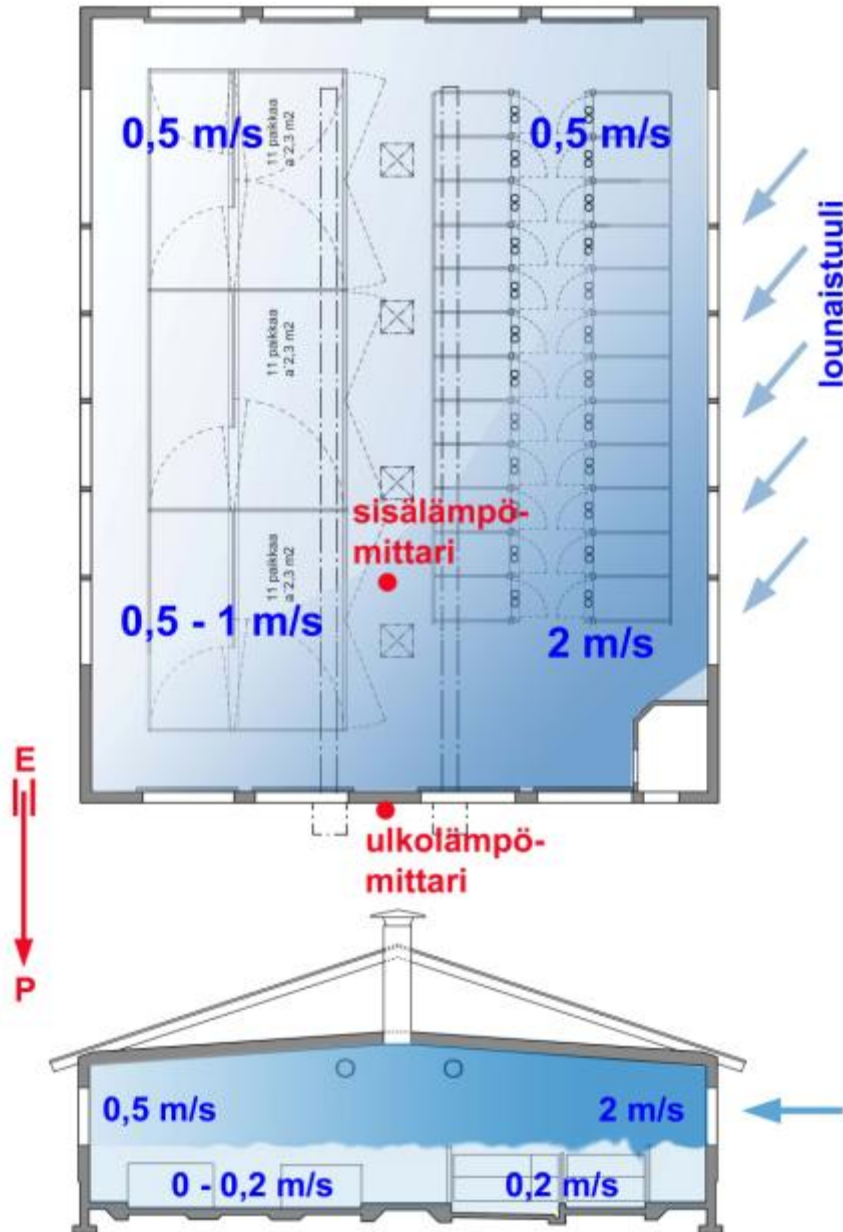 0,5 m/s
0,5 m/s
11 paikkaa
a´2,3 m2
lounaistuuli
11 paikkaa
a´2,3 m2
sisälämpö-
mittari
11 paikkaa
a´2,3 m2
0,5 - 1 m/s
2 m/s
E
ulkolämpö-
mittari
P
0,5 m/s
2 m/s
0 - 0,2 m/s
0,2 m/s